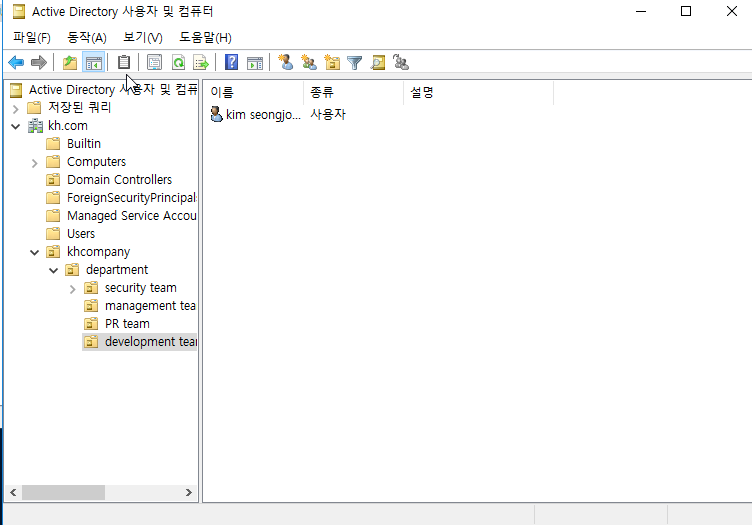 Active Directory 사용자 및 컴퓨터
파일(F) 동작(A) 보기(V) 도움말(H)
Active Directory 사용자 및 컴퓨
저장된 쿼리
kh.com
Builtin
Computers
Domain Controllers
ForeignSecurityPrincipals
Managed Service Accou
Users
khcompany
department
security team
management tea
PR team
development tear
이름 종류 설명
kim seongjo... 사용자